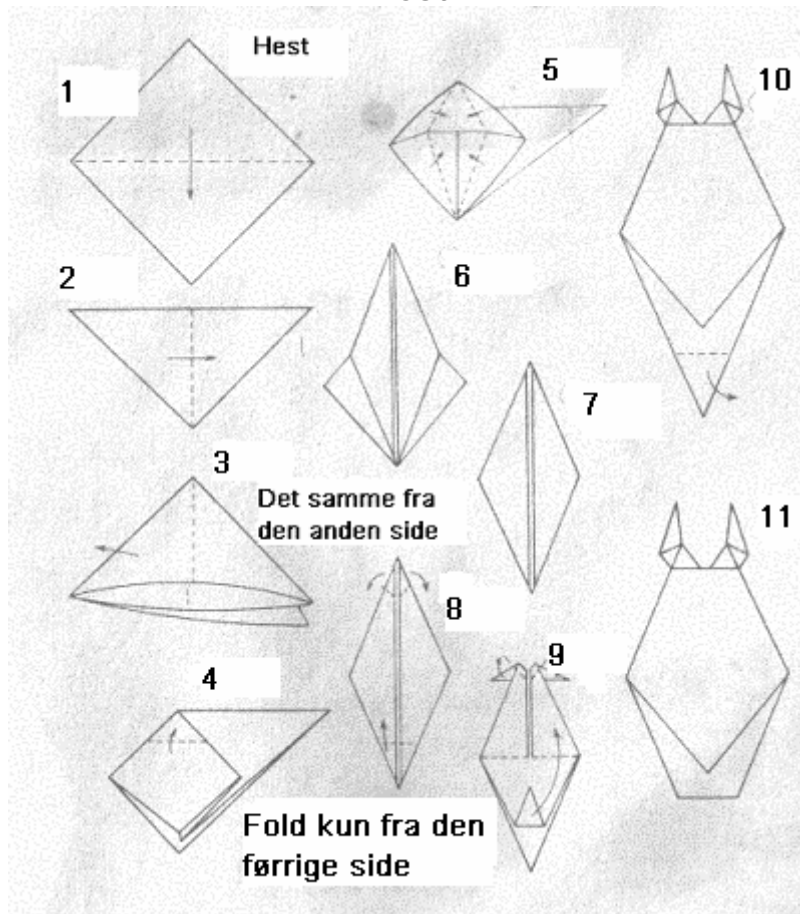 Hest
1
5
10
2
6
7
3
Det samme fra
den anden side
11
8
9
4
Fold kun fra den
førrige side